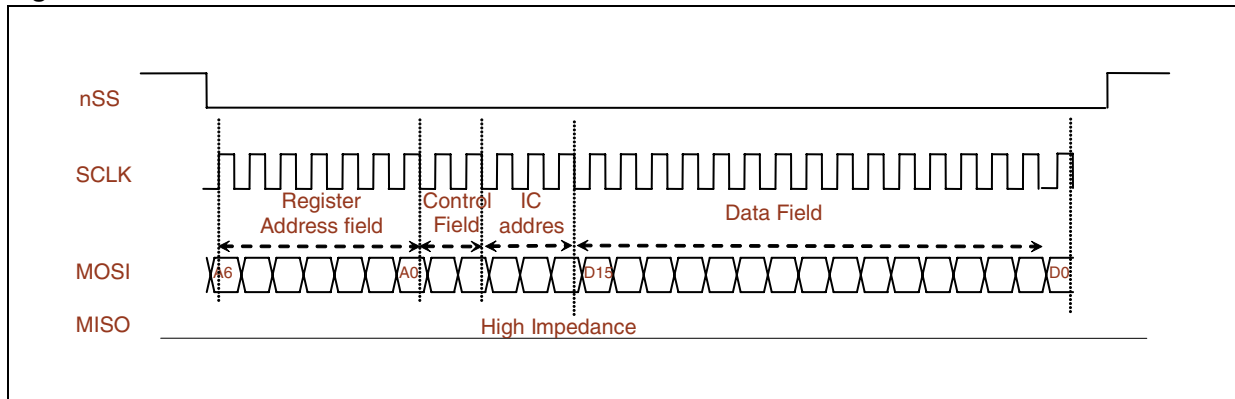 nSS
SCLK
Register
Address field
Control
Field
IC
addres
Data Field
MOSI
A6
A0
D15
D0
MISO
High Impedance